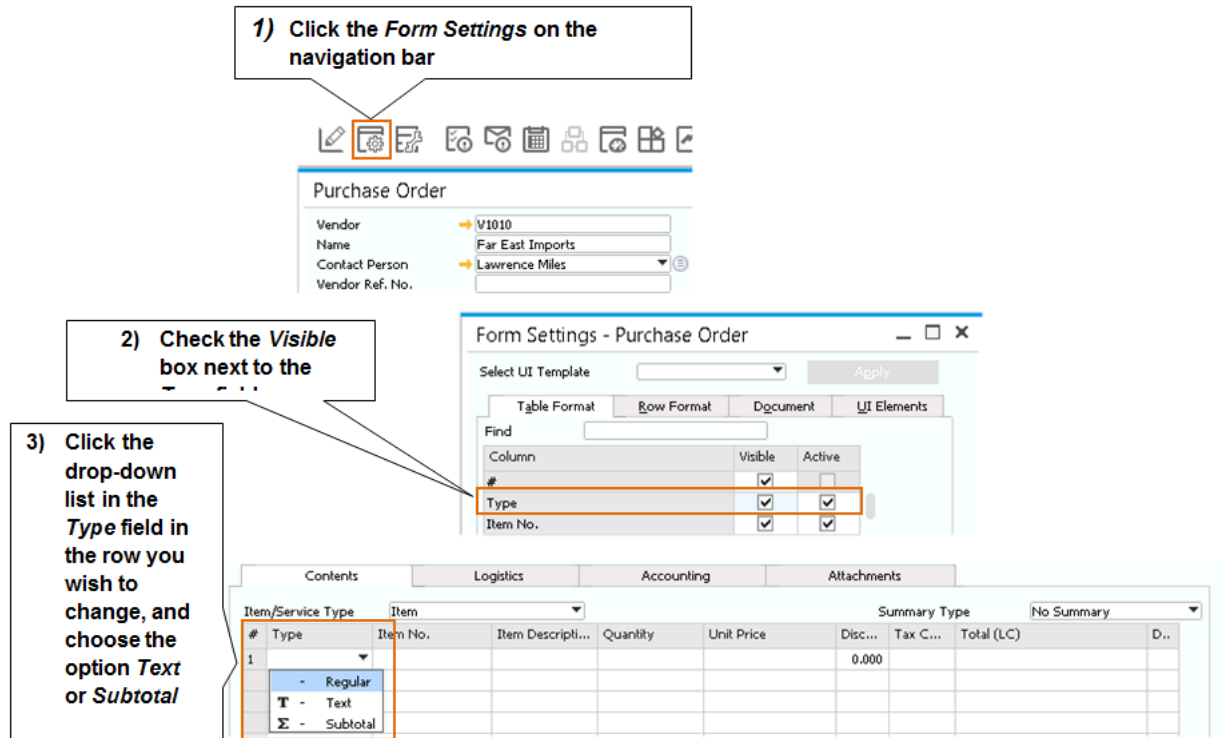 1) Click the Form Settings on the
navigation bar
Purchase Order
Vendor V1010
Name Far East Imports
Contact Person Lawrence Miles
Vendor Ref. No.
2) Check the Visible
box next to the
Form Settings - Purchase Order
Select UI Template Apply
Table Format Row Format Document UI Elements
Find
Column Visible Active
#
Type
Item No.
3) Click the
drop-down
list in the
Type field in
the row you
wish to
change, and
choose the
option Text
or Subtotal
Contents Logistics Accounting Attachments
Item/Service Type Item Summary Type No Summary
# Type Item No. Item Descripti... Quantity Unit Price Disc... Tax C... Total (LC) D..
1 0.000
- Regular
T - Text
Σ - Subtotal